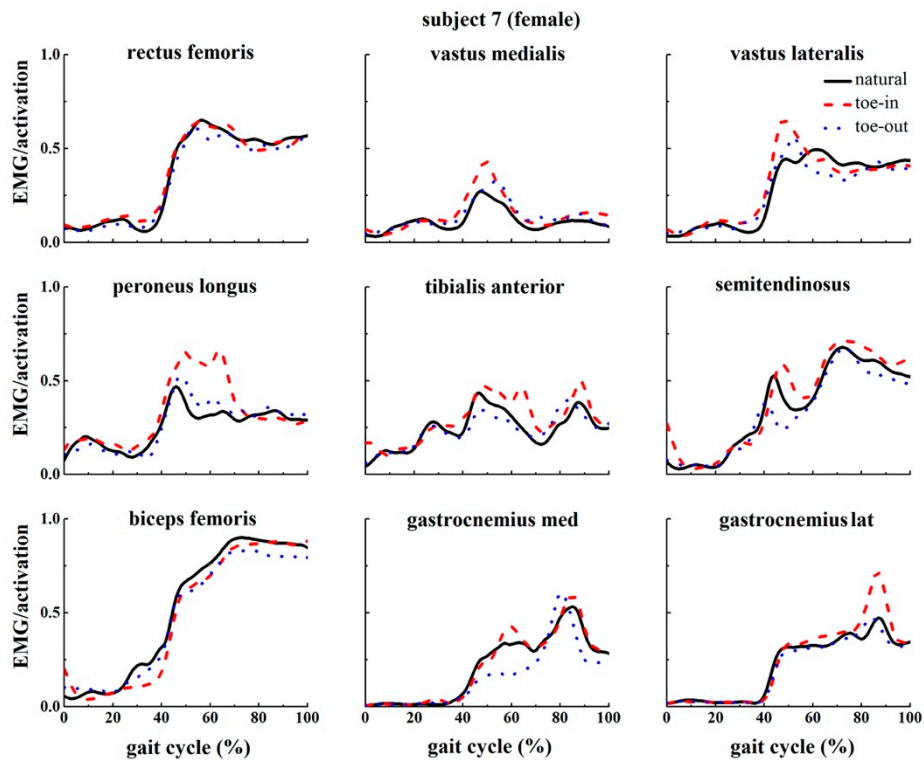 subject 7 (female)
rectus femoris
vastus medialis
vastus lateralis
natural
toe-in
toe-out
EMG/activation
1.0
0.5
0.0
peroneus longus
tibialis anterior
semitendinosus
EMG/activation
1.0
0.5
0.0
biceps femoris
gastrocnemius med
gastrocnemius lat
EMG/activation
1.0
0.5
0.0
0 20 40 60 80 100
0 20 40 60 80 100
0 20 40 60 80 100
gait cycle (%)
gait cycle (%)
gait cycle (%)